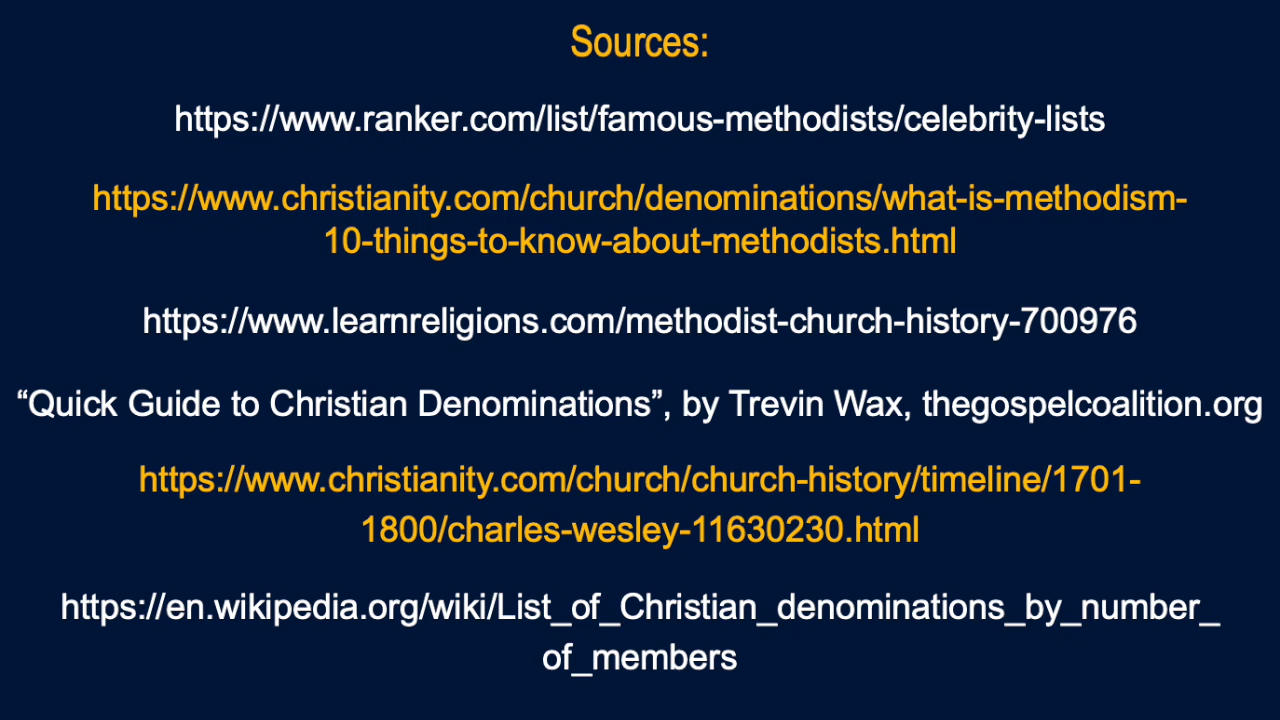 Sources:
https://www.ranker.com/list/famous-methodists/celebrity-lists
https://www.christianity.com/church/denominations/what-is-methodism-
10-things-to-know-about-methodists.html
https://www.learnreligions.com/methodist-church-history-700976
“Quick Guide to Christian Denominations”, by Trevin Wax, thegospelcoalition.org
https://www.christianity.com/church/church-history/timeline/1701-
1800/charles-wesley-11630230.html
https://en.wikipedia.org/wiki/List_of_Christian_denominations_by_number_
of_members